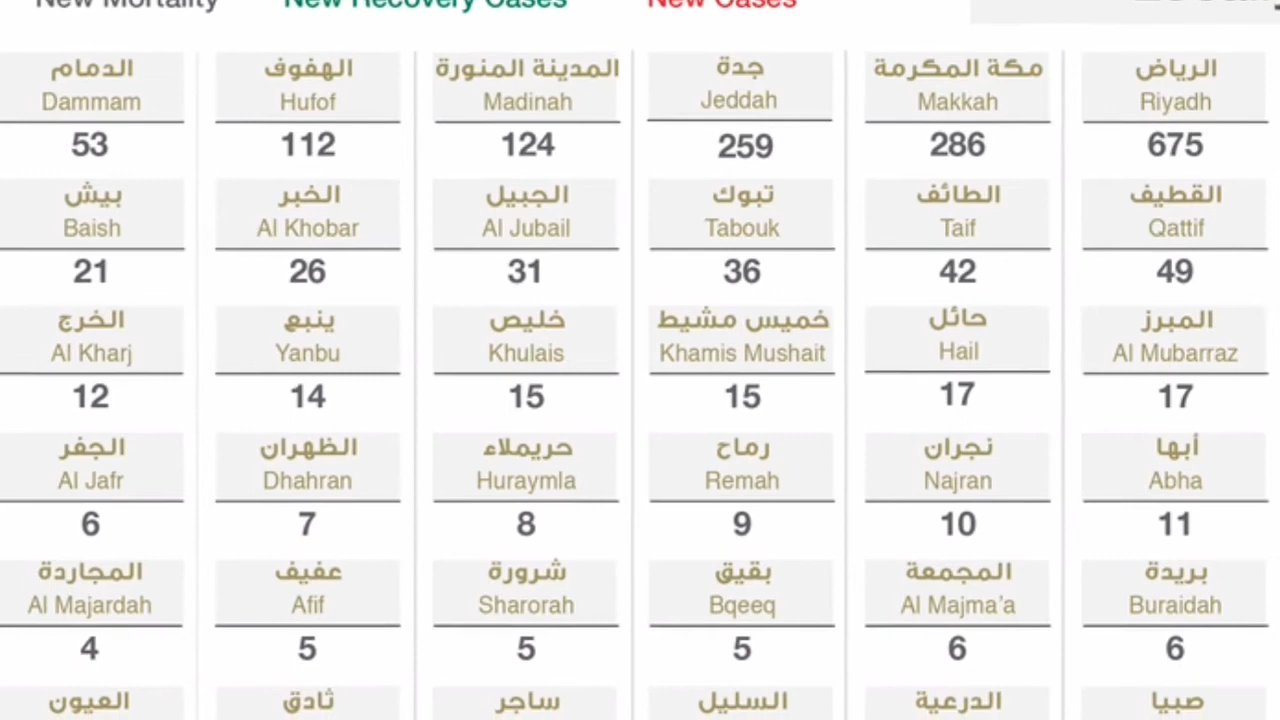 New Mortality New Recovery Cases New Cases
الرياض مكة المكرمة جدة المدينة المنورة الهفوف الدمام
Riyadh Makkah Jeddah Madinah Hufof Dammam
675 286 259 124 112 53
القطيف الطائف تبوك الجبيل الخبر بيش
Qattif Taif Tabouk Al Jubail Al Khobar Baish
49 42 36 31 26 21
المبرز حائل خميس مشيط خليص ينبع الخرج
Al Mubarraz Hail Khamis Mushait Khulais Yanbu Al Kharj
17 17 15 15 14 12
أبها نجران رماح حريملاء الظهران الجفر
Abha Najran Remah Huraymla Dhahran Al Jafr
11 10 9 8 7 6
بريدة المجمعة بقيق شرورة عفيف المجاردة
Buraidah Al Majma’a Bqeeq Sharorah Afif Al Majardah
6 6 5 5 5 4
صبيا الدرعية السليل ساجر ثادق العيون